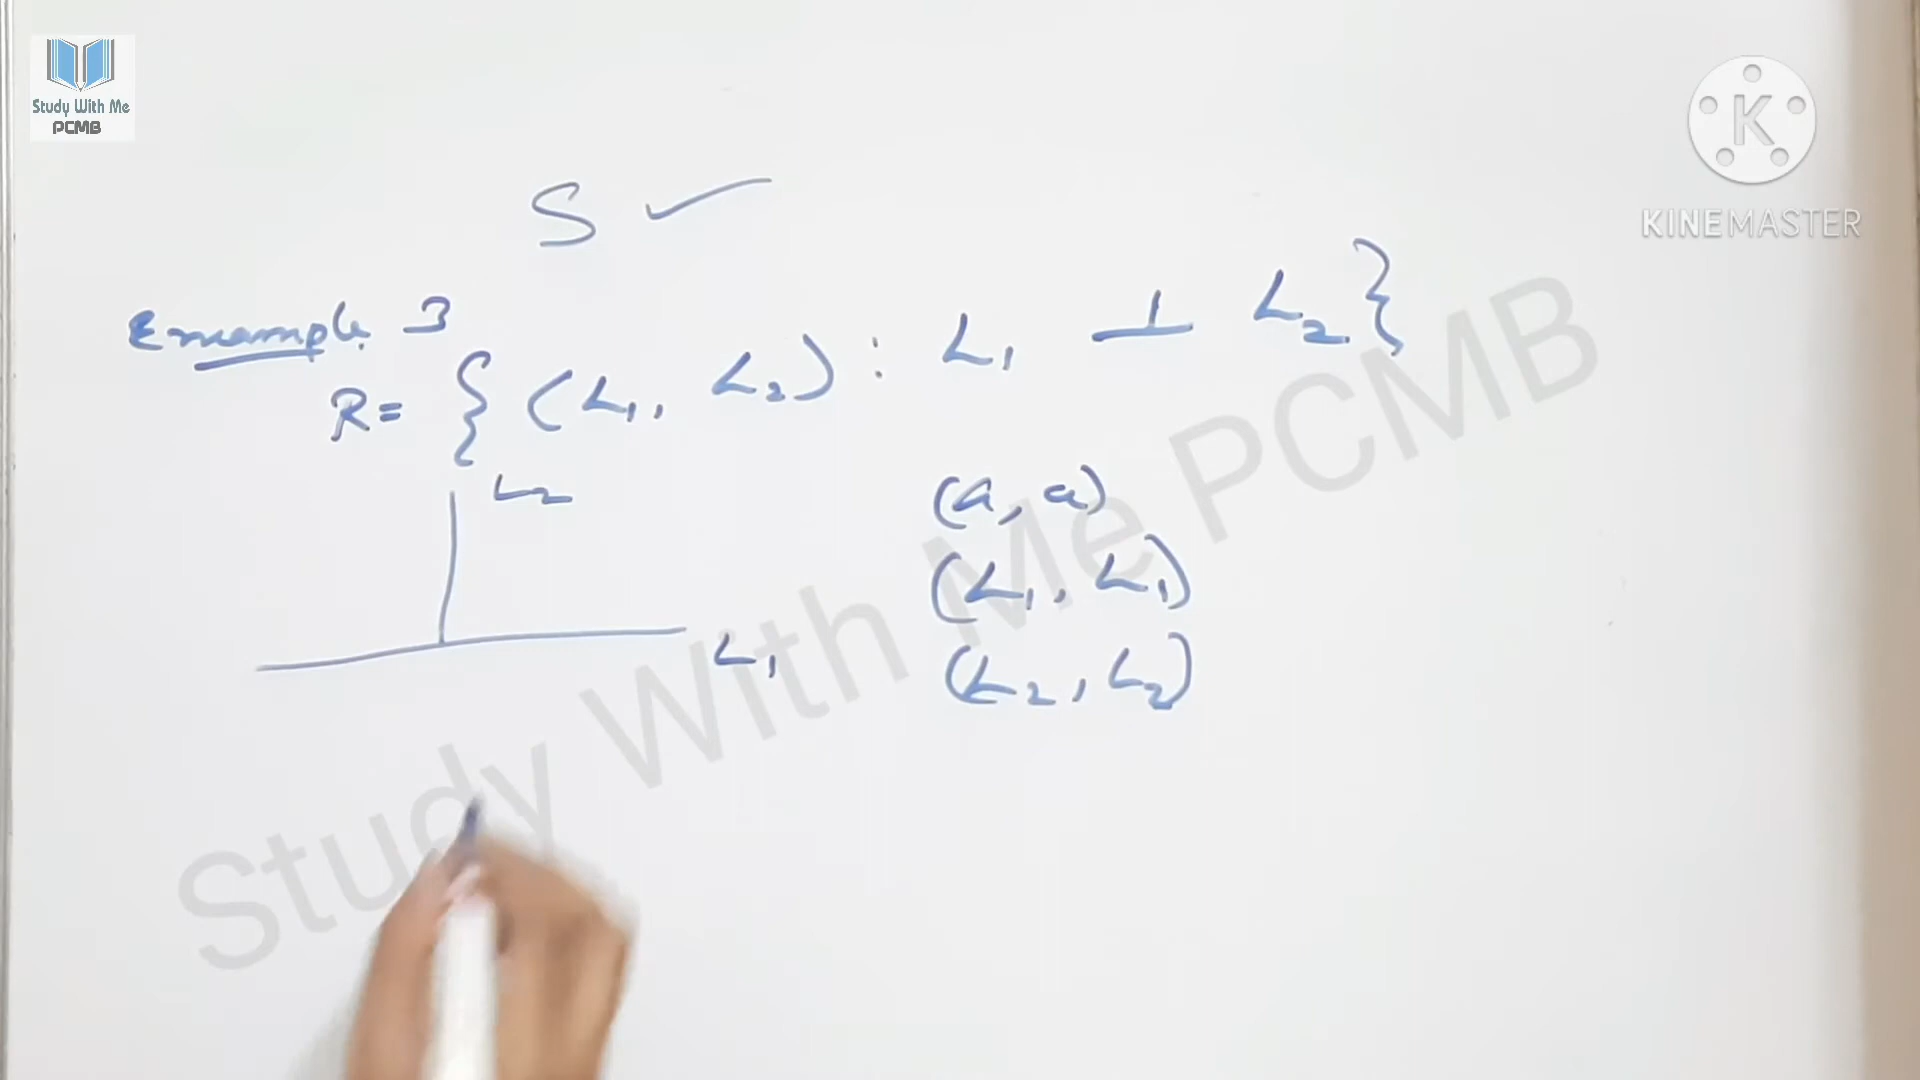 Study With Me
PCMB
KINEMASTER
S ✓
Example 3
R = { (L₁, L₂) : L₁ ⊥ L₂ }
L₂
L₁
(a, a)
(L₁, L₁)
(L₂, L₂)
Study With Me PCMB